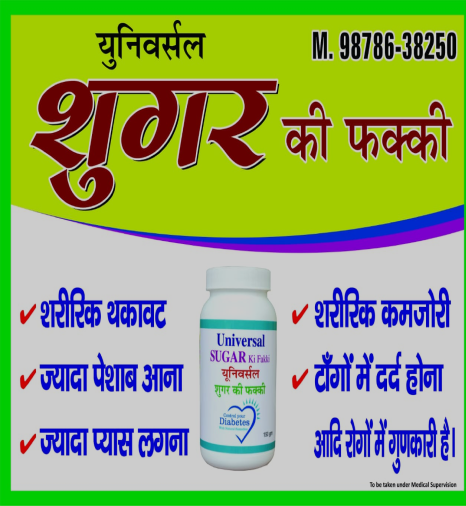 युनिवर्सल
M. 98786-38250
शुगर की फक्की
✔ शरीरिक थकावट
✔ ज्यादा पेशाब आना
✔ ज्यादा प्यास लगना
Universal
SUGAR Ki Fakki
यूनिवर्सल
शुगर की फक्की
Control your
Diabetes
✔ शरीरिक कमजोरी
✔ टाँगों में दर्द होना
आदि रोगों में गुणकारी है।
To be taken under Medical Supervision